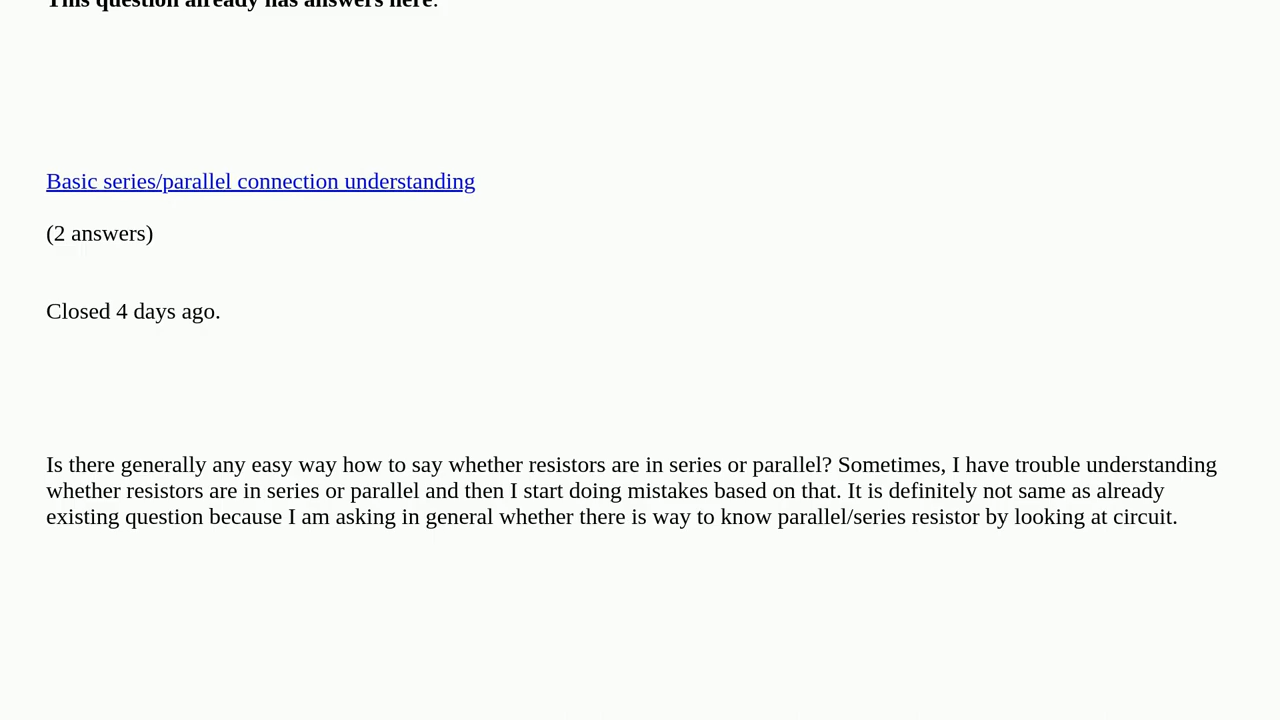 This question already has answers here:
Basic series/parallel connection understanding
(2 answers)
Closed 4 days ago.
Is there generally any easy way how to say whether resistors are in series or parallel? Sometimes, I have trouble understanding
whether resistors are in series or parallel and then I start doing mistakes based on that. It is definitely not same as already
existing question because I am asking in general whether there is way to know parallel/series resistor by looking at circuit.